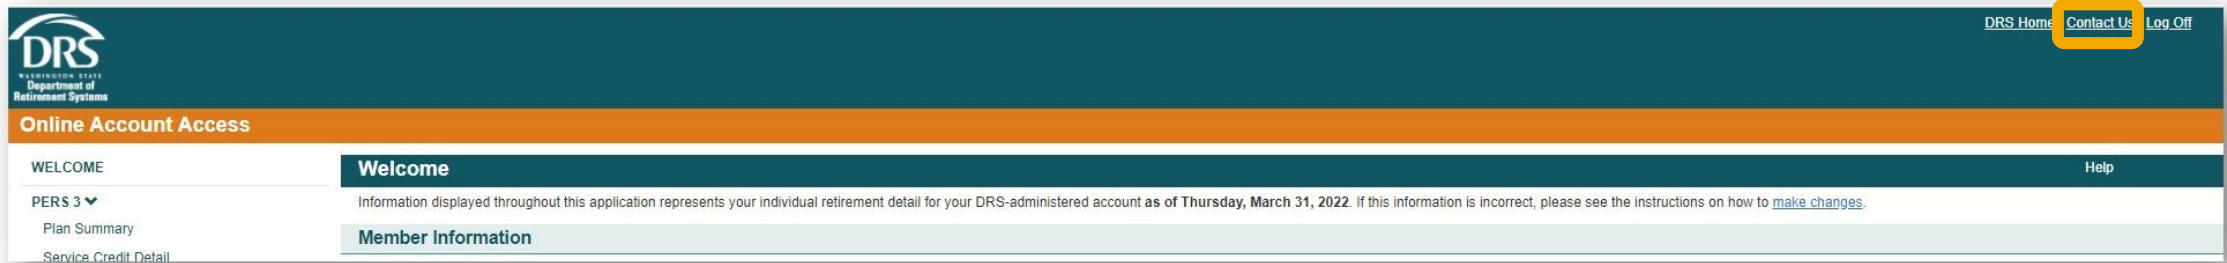 DRS Home Contact Us Log Off
DRS
WASHINGTON STATE
Department of
Retirement Systems
Online Account Access
WELCOME
PERS 3
Plan Summary
Service Credit Detail
Welcome Help
Information displayed throughout this application represents your individual retirement detail for your DRS-administered account as of Thursday, March 31, 2022. If this information is incorrect, please see the instructions on how to make changes.
Member Information